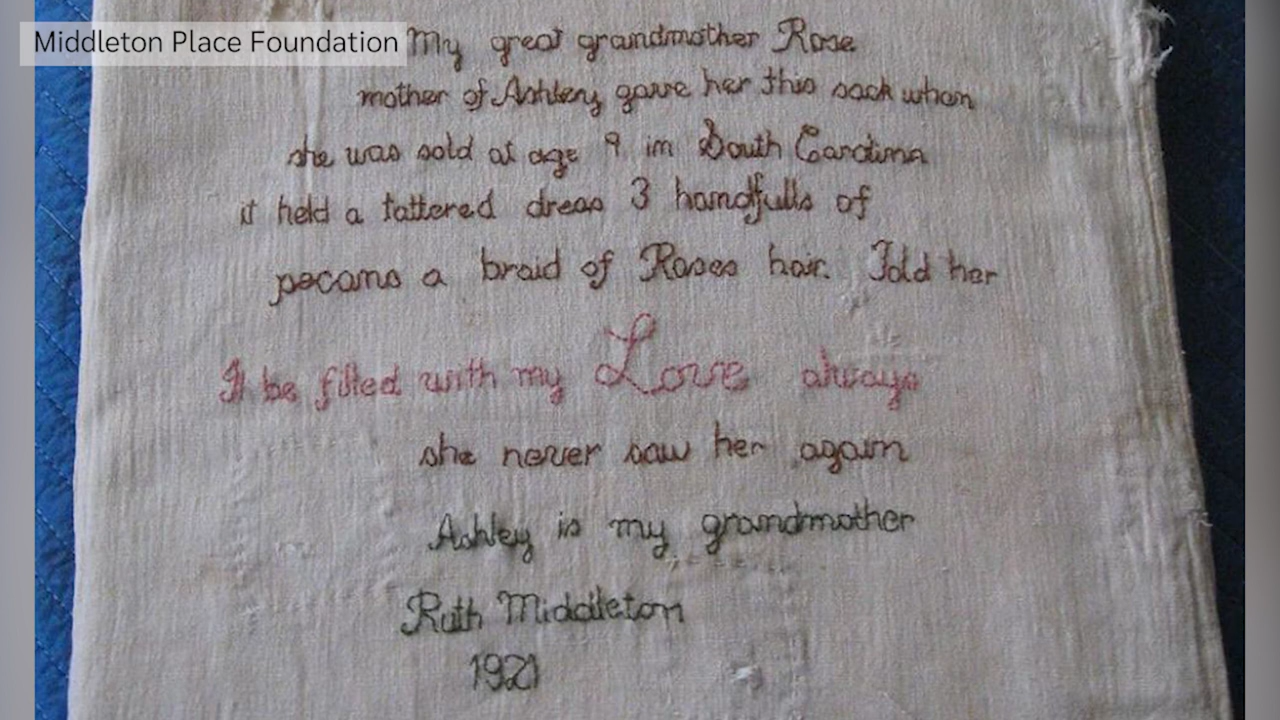 Middleton Place Foundation
My great grandmother Rose
mother of Ashley gave her this sack when
she was sold at age 9 in South Carolina
it held a tattered dress 3 handfulls of
pecans a braid of Roses hair. Told her
It be filled with my Love always
she never saw her again
Ashley is my grandmother
Ruth Middleton
1921